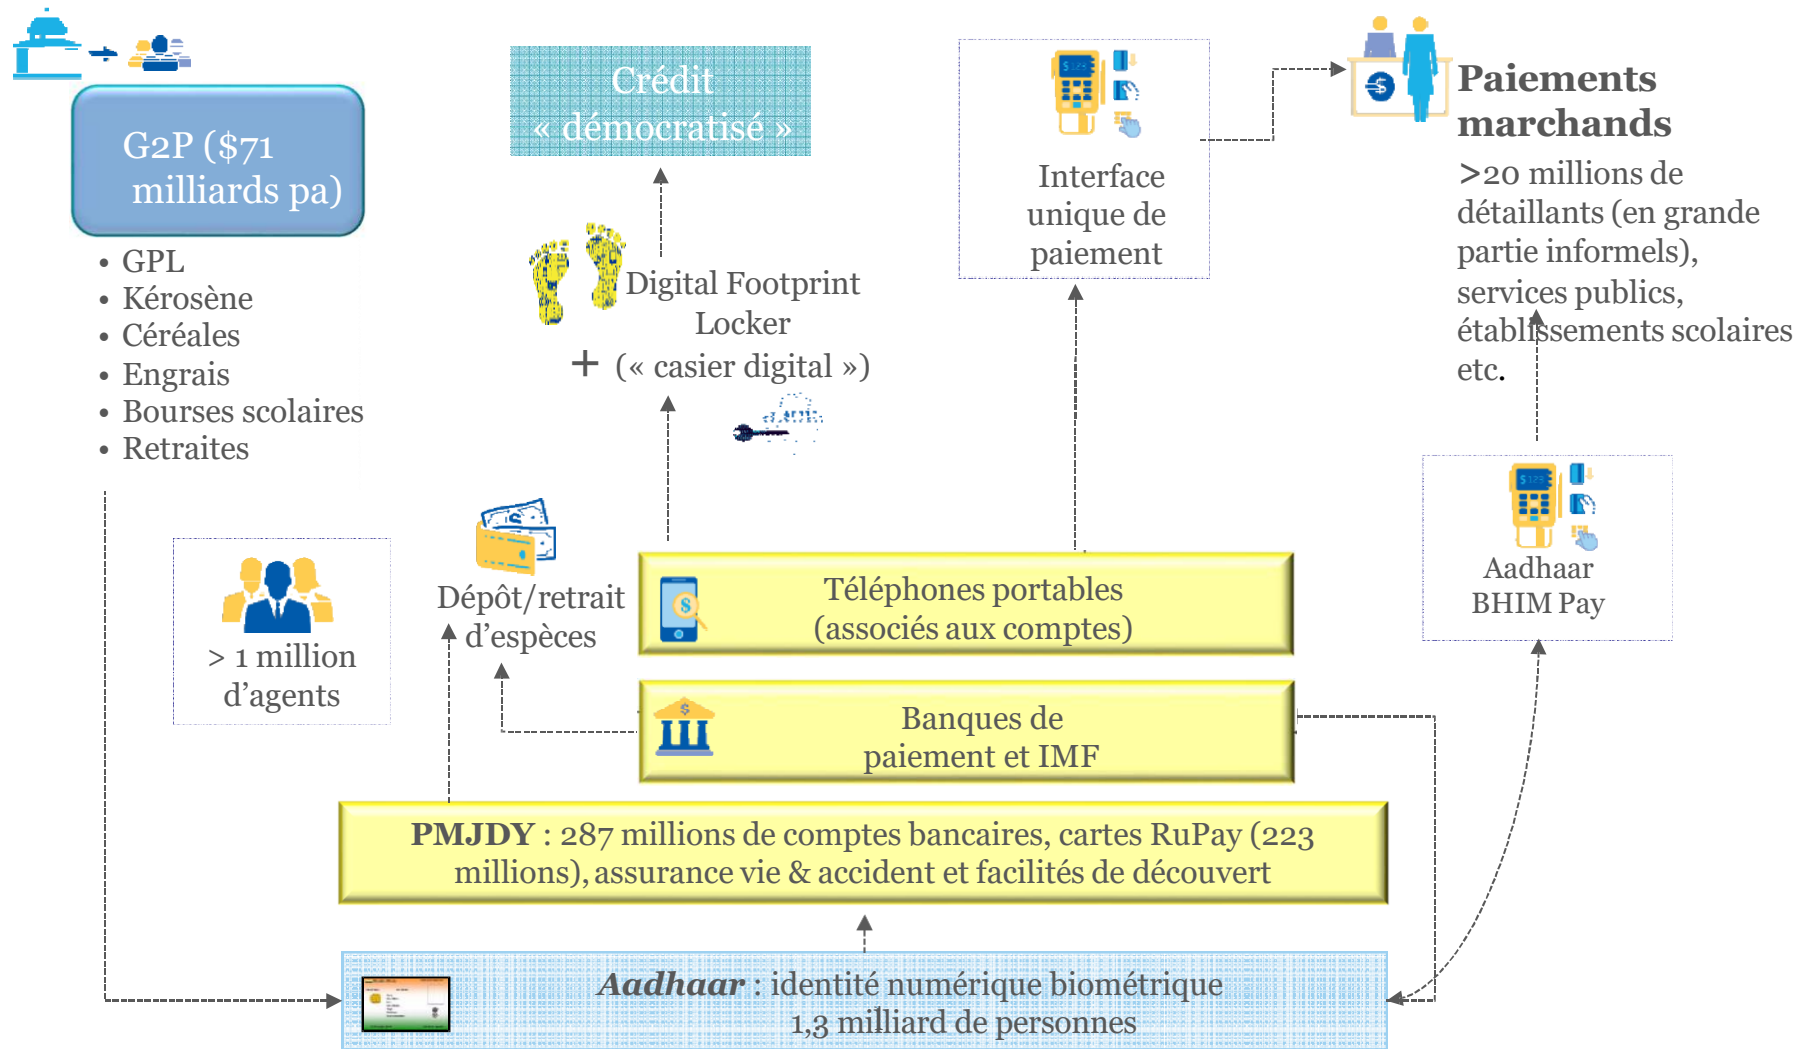 G2P ($71
milliards pa)
• GPL
• Kérosène
• Céréales
• Engrais
• Bourses scolaires
• Retraites
> 1 million
d’agents
Crédit
« démocratisé »
Digital Footprint
Locker
+ (« casier digital »)
Dépôt/retrait
d’espèces
Interface
unique de
paiement
Paiements
marchands
>20 millions de
détaillants (en grande
partie informels),
services publics,
établissements scolaires
etc.
Aadhaar
BHIM Pay
Téléphones portables
(associés aux comptes)
Banques de
paiement et IMF
PMJDY : 287 millions de comptes bancaires, cartes RuPay (223
millions), assurance vie & accident et facilités de découvert
Aadhaar : identité numérique biométrique
1,3 milliard de personnes